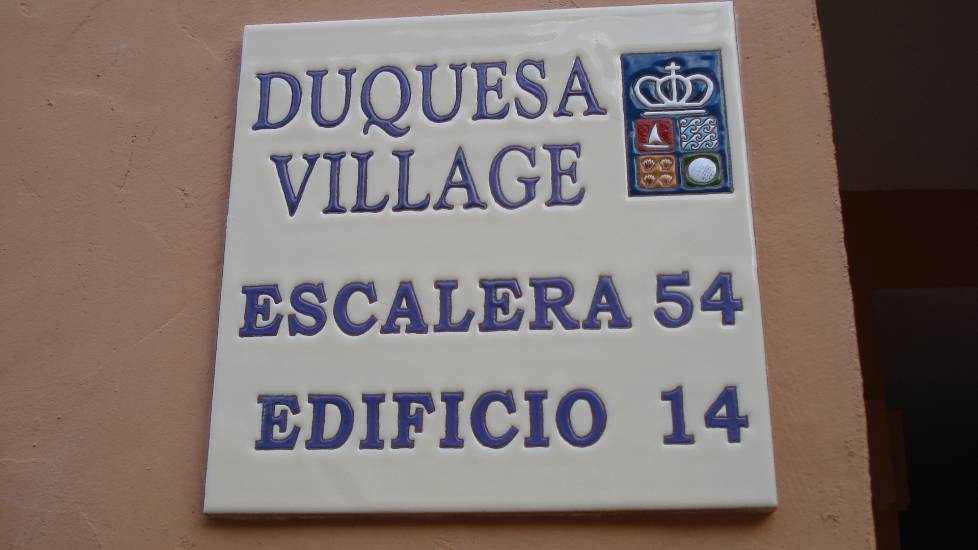 DUQUESA
VILLAGE
ESCALERA 54
EDIFICIO 14